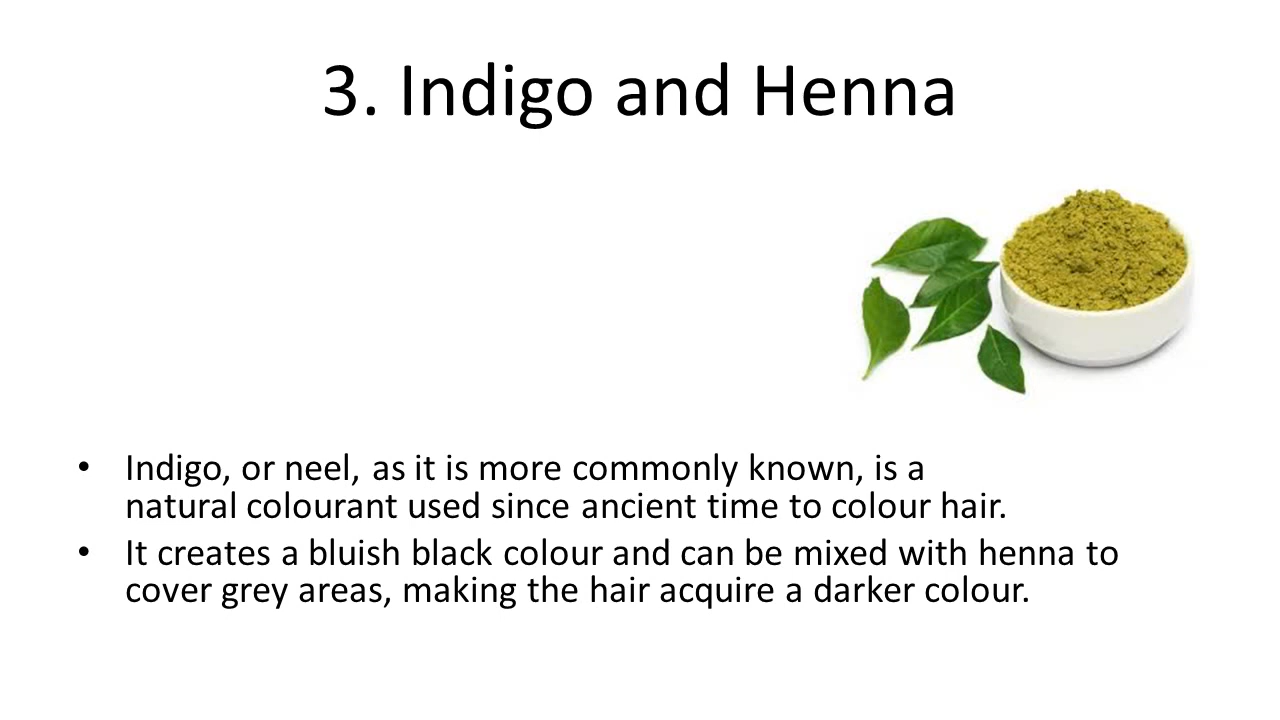 3. Indigo and Henna
• Indigo, or neel, as it is more commonly known, is a
natural colourant used since ancient time to colour hair.
• It creates a bluish black colour and can be mixed with henna to
cover grey areas, making the hair acquire a darker colour.